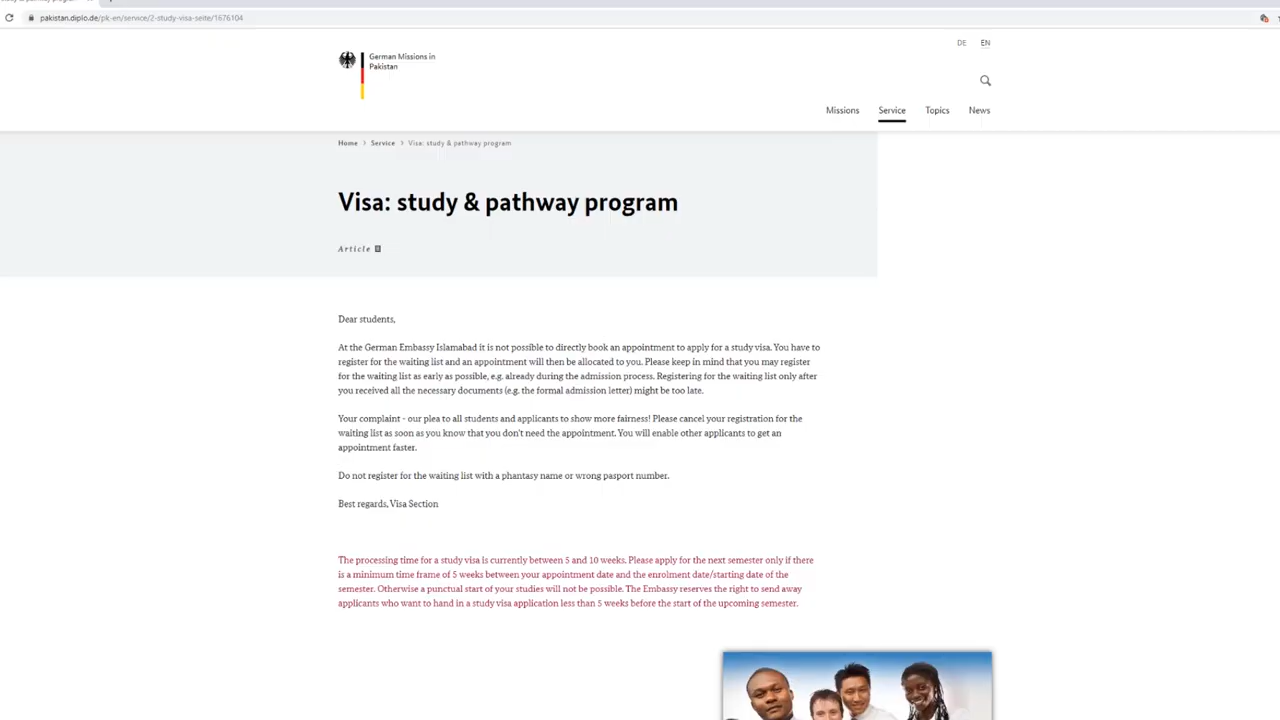 pakistan.diplo.de/pk-en/service/2-study-visa-seite/1676104
DE EN
German Missions in
Pakistan
Missions Service Topics News
Home > Service > Visa: study & pathway program
Visa: study & pathway program
Article
Dear students,
At the German Embassy Islamabad it is not possible to directly book an appointment to apply for a study visa. You have to
register for the waiting list and an appointment will then be allocated to you. Please keep in mind that you may register
for the waiting list as early as possible, e.g. already during the admission process. Registering for the waiting list only after
you received all the necessary documents (e.g. the formal admission letter) might be too late.
Your complaint - our plea to all students and applicants to show more fairness! Please cancel your registration for the
waiting list as soon as you know that you don't need the appointment. You will enable other applicants to get an
appointment faster.
Do not register for the waiting list with a phantasy name or wrong pasport number.
Best regards, Visa Section
The processing time for a study visa is currently between 5 and 10 weeks. Please apply for the next semester only if there
is a minimum time frame of 5 weeks between your appointment date and the enrolment date/starting date of the
semester. Otherwise a punctual start of your studies will not be possible. The Embassy reserves the right to send away
applicants who want to hand in a study visa application less than 5 weeks before the start of the upcoming semester.